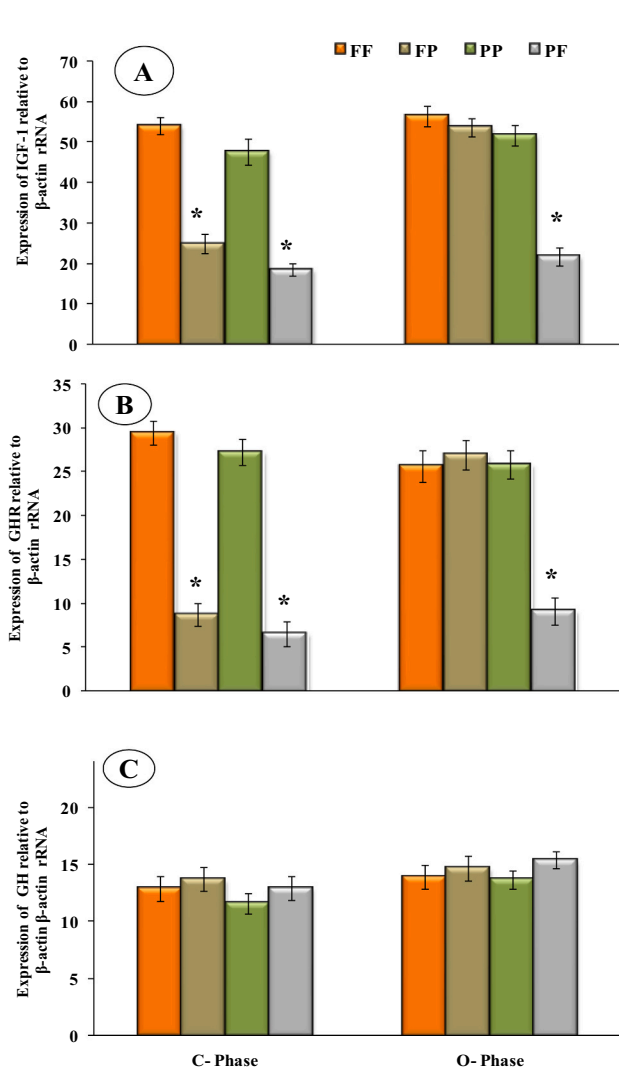 FF FP PP PF
A
Expression of IGF-1 relative to
β-actin rRNA
70
60
50
40
30
20
10
0
*
*
*
B
Expression of GHR relative to
β-actin rRNA
35
30
25
20
15
10
5
0
*
*
*
C
Expression of GH relative to
β-actin β-actin rRNA
20
15
10
5
0
C- Phase O- Phase